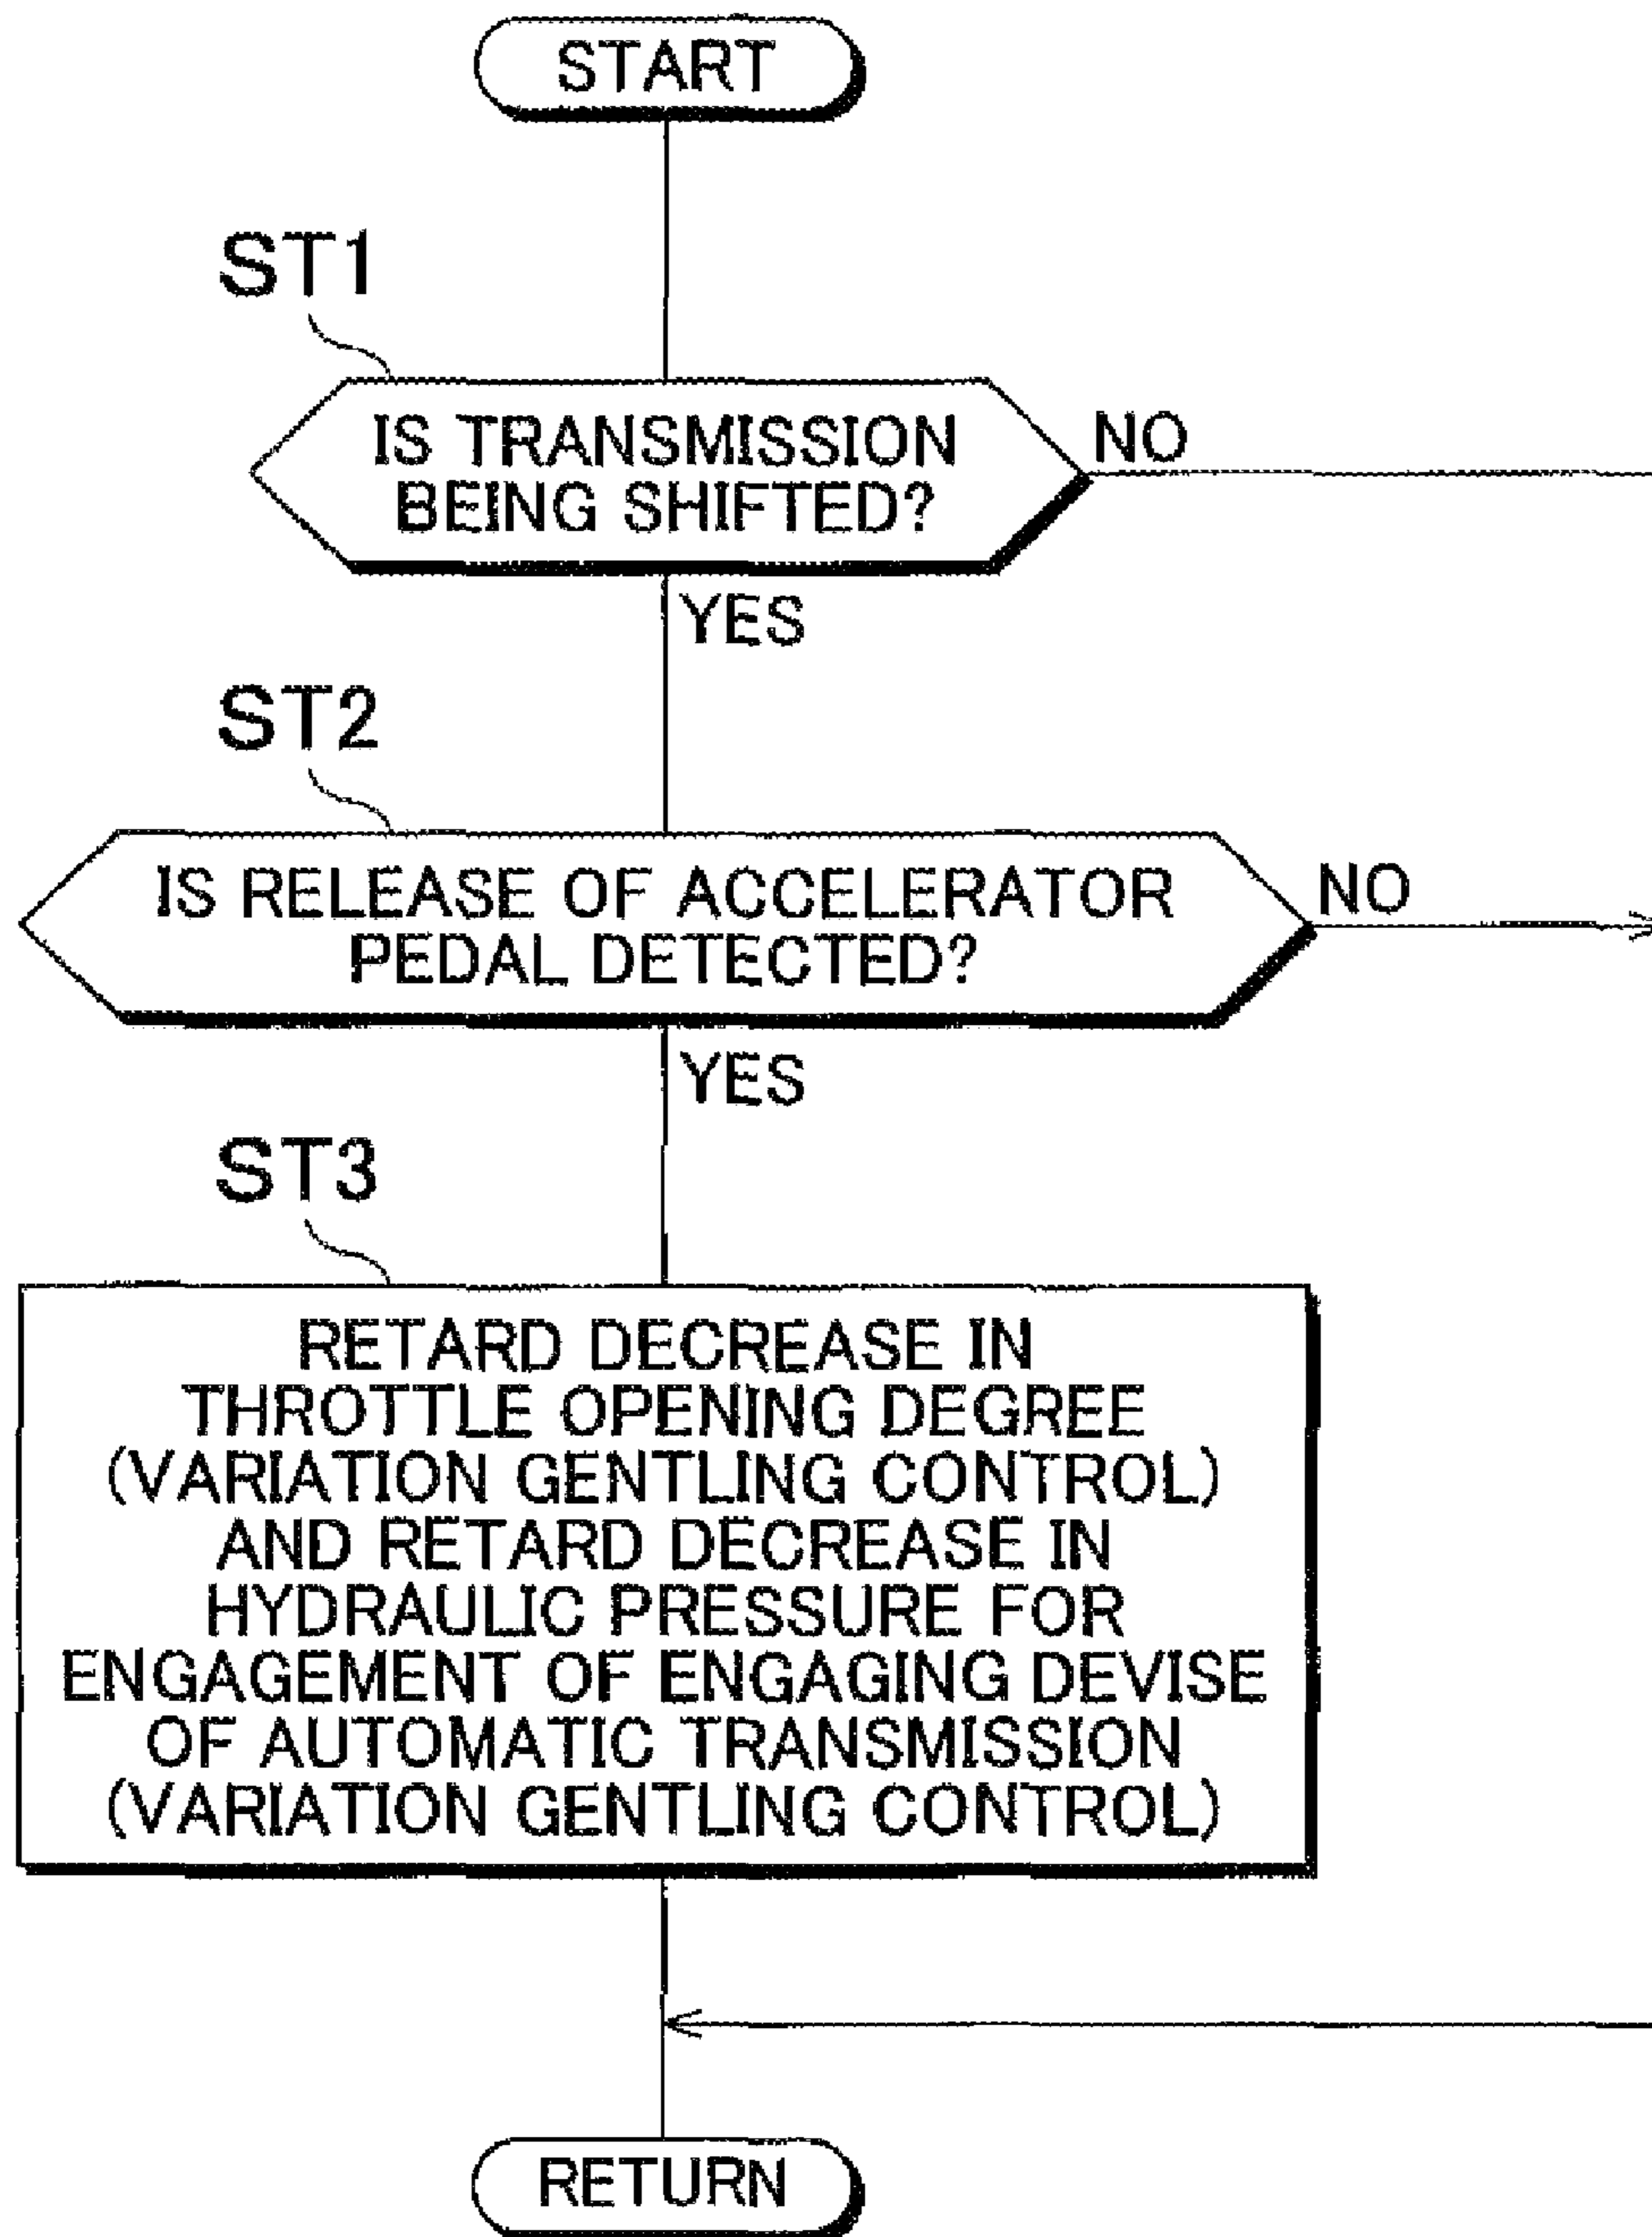 START
ST1
IS TRANSMISSION
BEING SHIFTED?
NO
YES
ST2
IS RELEASE OF ACCELERATOR
PEDAL DETECTED?
NO
YES
ST3
RETARD DECREASE IN
THROTTLE OPENING DEGREE
(VARIATION GENTLING CONTROL)
AND RETARD DECREASE IN
HYDRAULIC PRESSURE FOR
ENGAGEMENT OF ENGAGING DEVISE
OF AUTOMATIC TRANSMISSION
(VARIATION GENTLING CONTROL)
RETURN